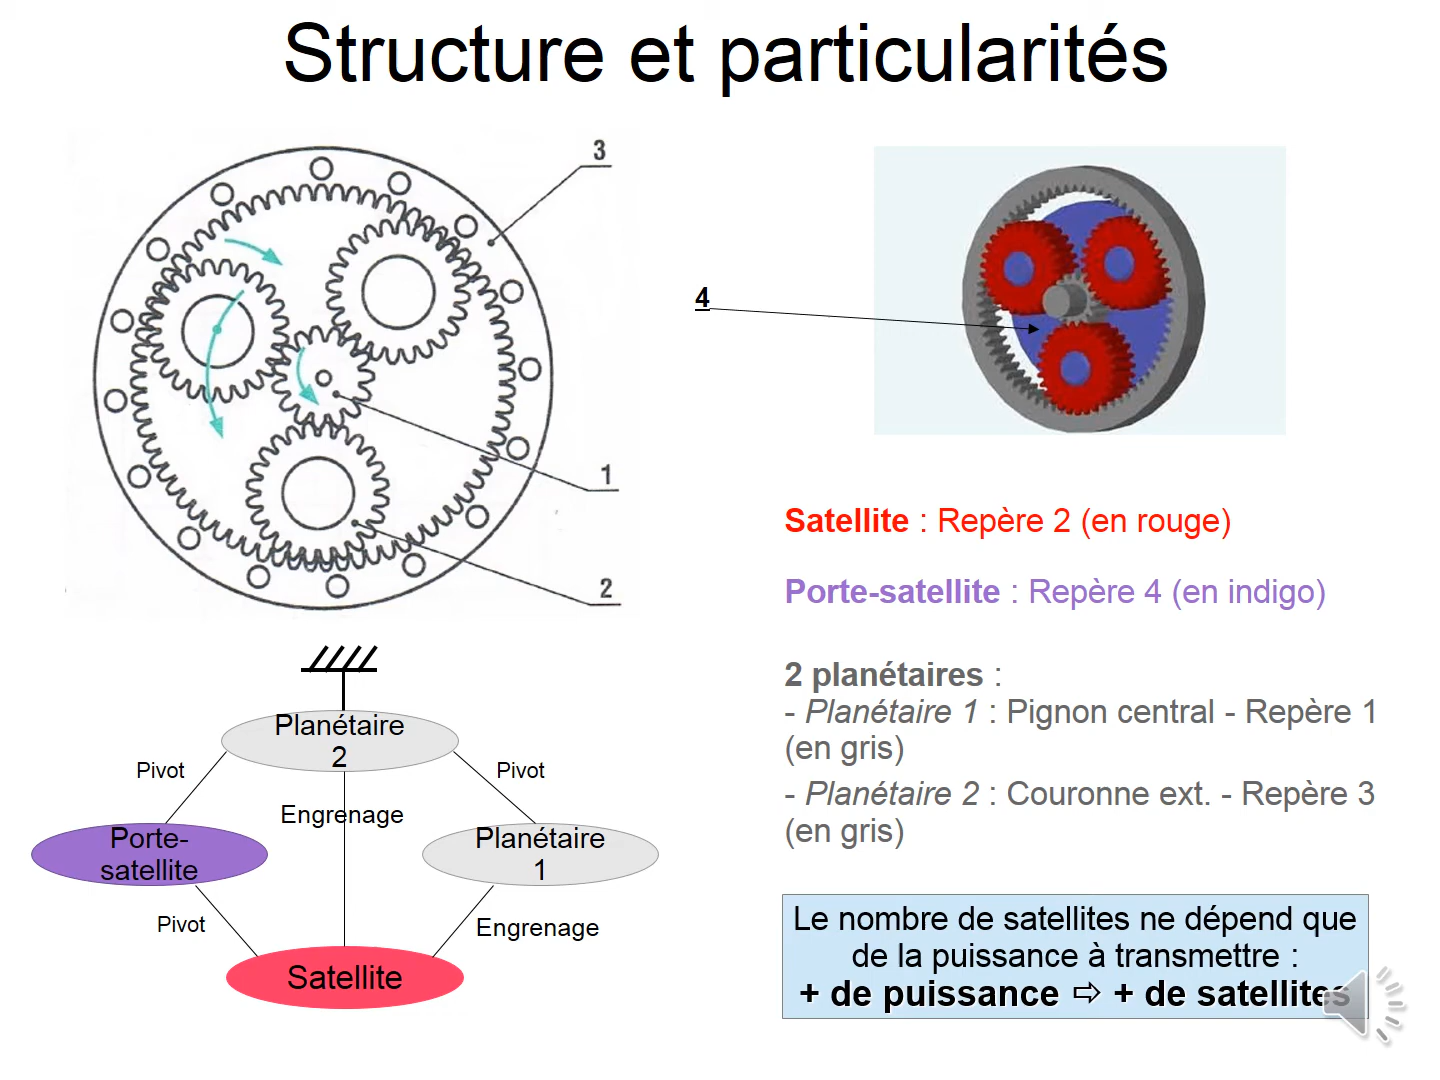 Structure et particularités
3
1
2
4
Satellite : Repère 2 (en rouge)
Porte-satellite : Repère 4 (en indigo)
2 planétaires :
- Planétaire 1 : Pignon central - Repère 1
(en gris)
- Planétaire 2 : Couronne ext. - Repère 3
(en gris)
Planétaire
2
Pivot
Pivot
Engrenage
Porte-
satellite
Planétaire
1
Pivot
Engrenage
Satellite
Le nombre de satellites ne dépend que
de la puissance à transmettre :
+ de puissance ⇨ + de satellites